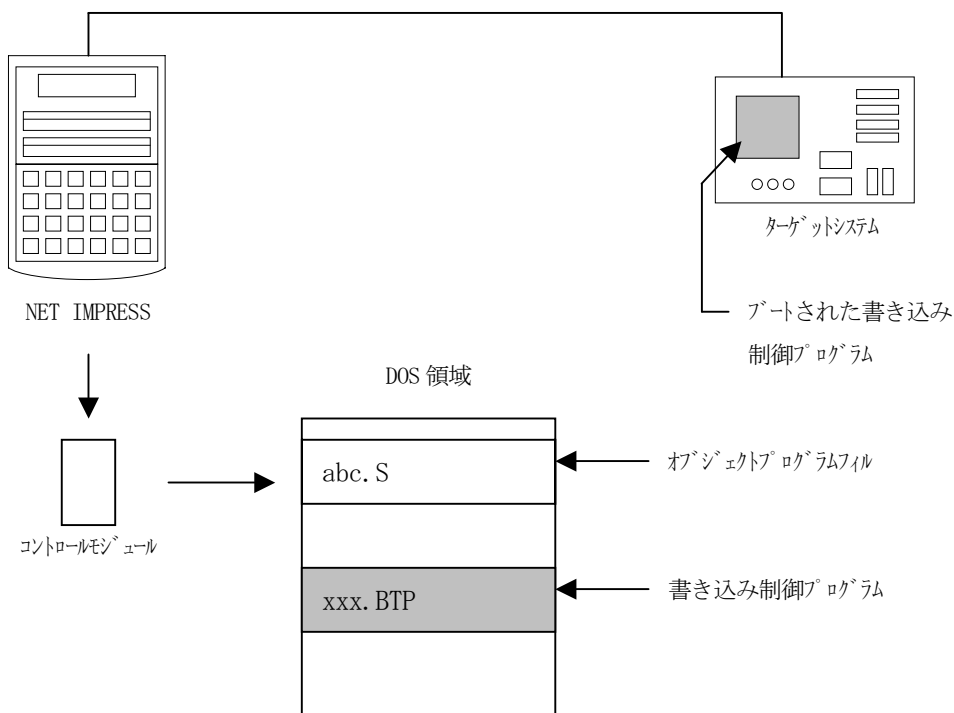 ﾀｰｹﾞｯﾄｼｽﾃﾑ
NET IMPRESS
ﾌﾞｰﾄされた書き込み
制御ﾌﾟﾛｸﾞﾗﾑ
DOS 領域
abc.S
ｵﾌﾞｼﾞｪｸﾄﾌﾟﾛｸﾞﾗﾑﾌｨﾙ
ｺﾝﾄﾛｰﾙﾓｼﾞｭｰﾙ
xxx.BTP
書き込み制御ﾌﾟﾛｸﾞﾗﾑ